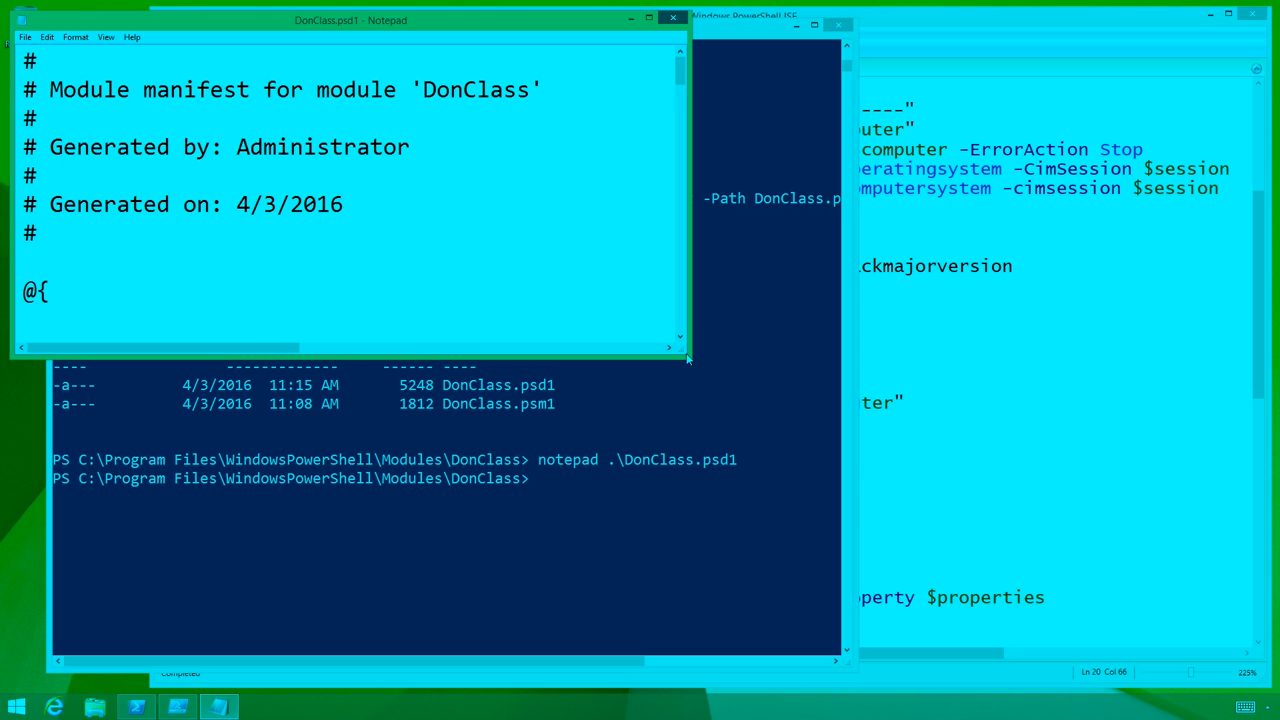 DonClass.psd1 - Notepad
File Edit Format View Help
#
# Module manifest for module 'DonClass'
#
# Generated by: Administrator
#
# Generated on: 4/3/2016
#
@{
Windows PowerShell ISE
-Path DonClass.p
---- ------------- ------ ----
-a--- 4/3/2016 11:15 AM 5248 DonClass.psd1
-a--- 4/3/2016 11:08 AM 1812 DonClass.psm1
PS C:\Program Files\WindowsPowerShell\Modules\DonClass> notepad .\DonClass.psd1
PS C:\Program Files\WindowsPowerShell\Modules\DonClass>
----"
uter"
computer -ErrorAction Stop
eratingsystem -CimSession $session
mputersystem -cimsession $session
ckmajorversion
ter"
operty $properties
Completed
Ln 20 Col 66
225%